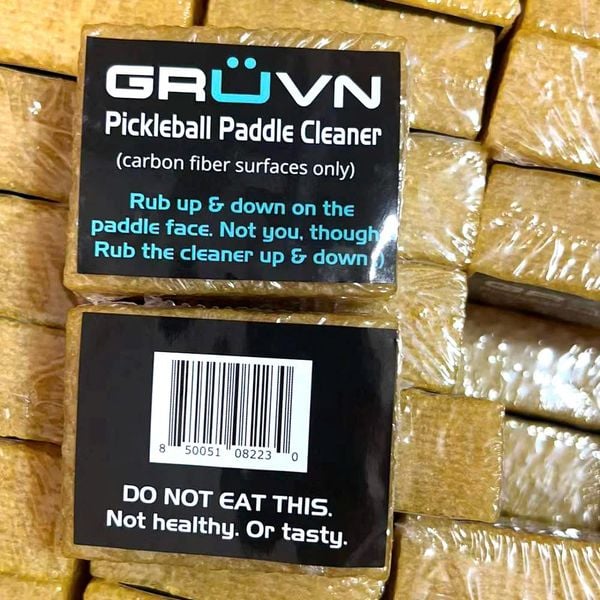 GRÜVN
Pickleball Paddle Cleaner
(carbon fiber surfaces only)
Rub up & down on the
paddle face. Not you, though
Rub the cleaner up & down )
8 50051 08223 0
DO NOT EAT THIS.
Not healthy. Or tasty.